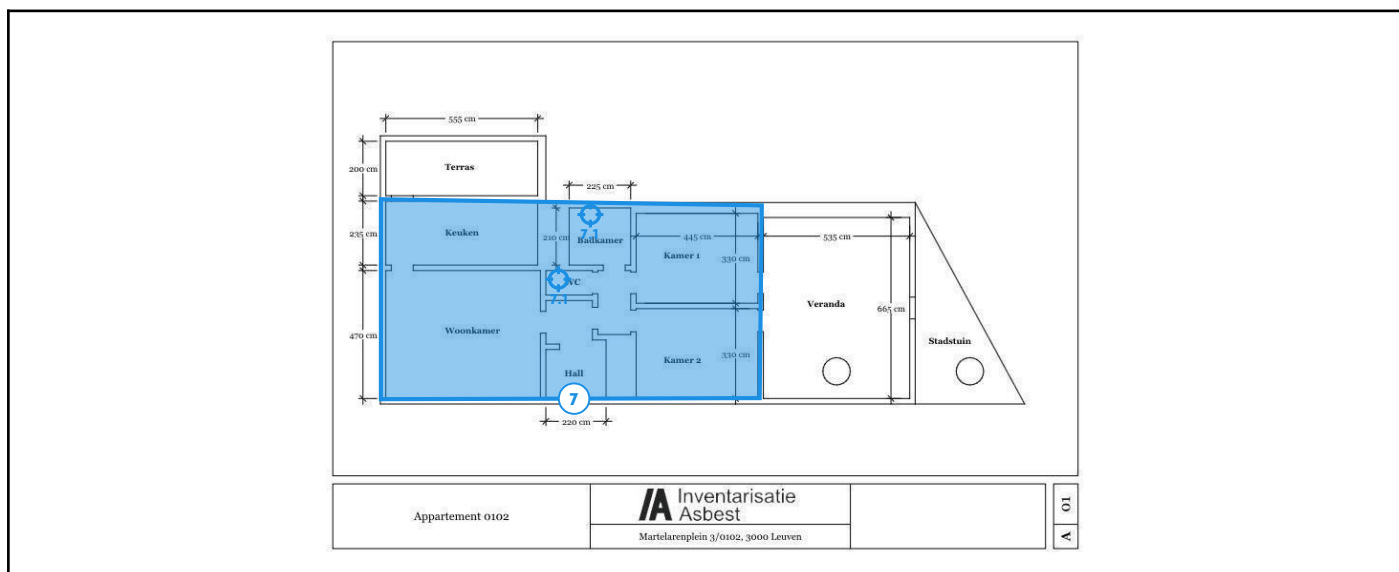 555 cm
200 cm
Terras
225 cm
235 cm
Keuken
210 cm
7.1
Badkamer
445 cm
535 cm
Kamer 1
330 cm
7.1
WC
Veranda
665 cm
470 cm
Woonkamer
Stadstuin
330 cm
Kamer 2
Hall
7
220 cm
Appartement 0102
IA Inventarisatie
Asbest
Martelarenplein 3/0102, 3000 Leuven
01
A